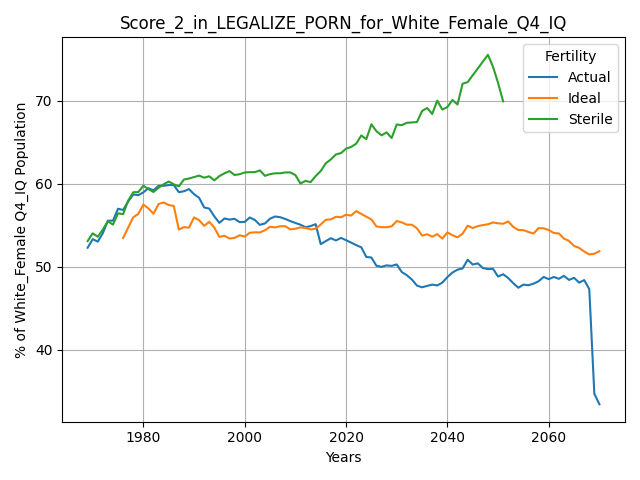 Score_2_in_LEGALIZE_PORN_for_White_Female_Q4_IQ
Fertility
Actual
Ideal
Sterile
% of White_Female Q4_IQ Population
70
60
50
40
1980
2000
2020
2040
2060
Years